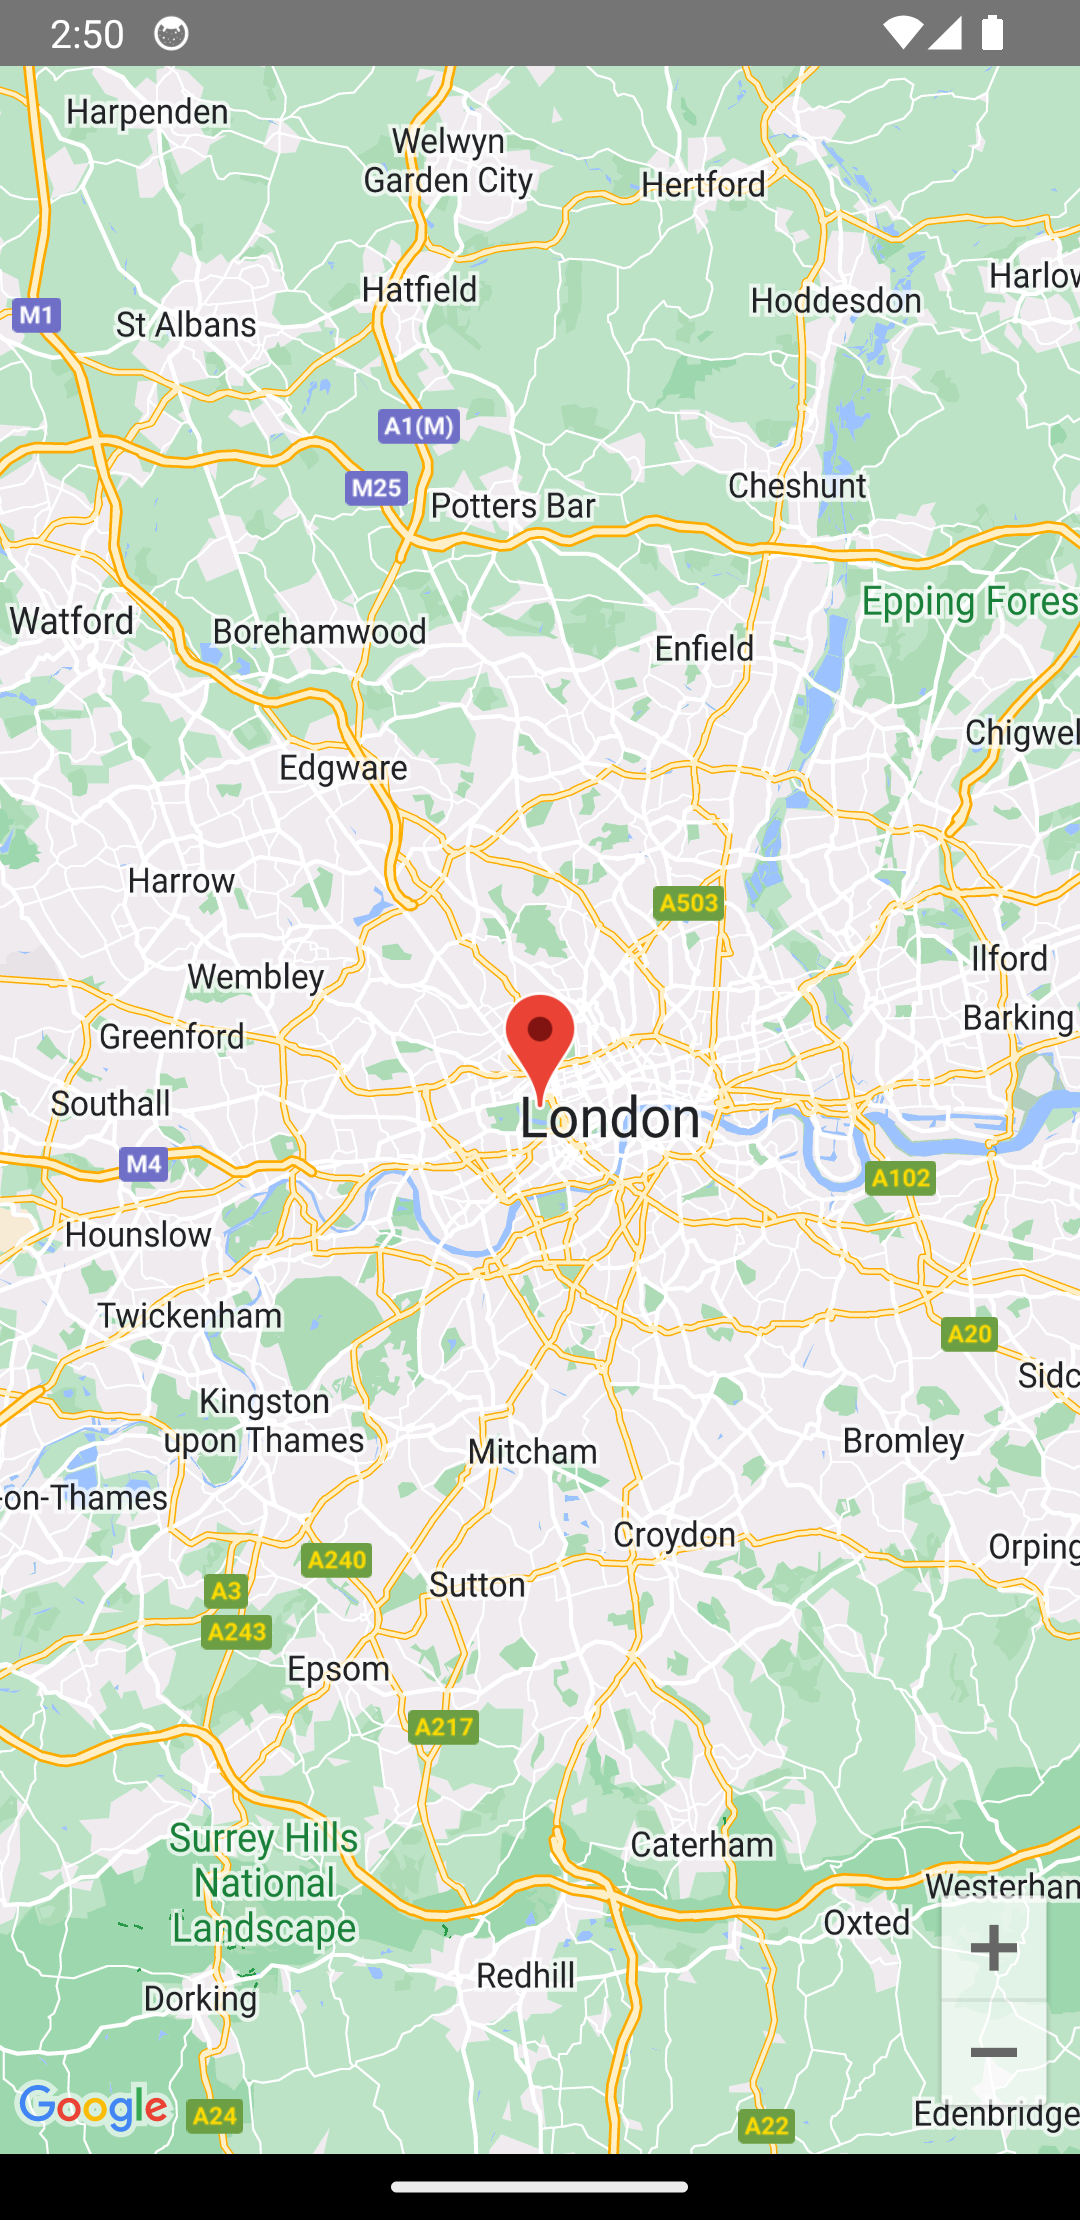 2:50
Harpenden
Welwyn
Garden City
Hertford
Harlow
Hatfield
Hoddesdon
M1
St Albans
A1(M)
M25
Cheshunt
Potters Bar
Epping Fores
Watford
Borehamwood
Enfield
Chigwel
Edgware
Harrow
A503
Ilford
Wembley
Barking
Greenford
Southall
London
M4
A102
Hounslow
Twickenham
A20
Sidc
Kingston
upon Thames
Bromley
Mitcham
-on-Thames
Croydon
Orping
A240
Sutton
A3
A243
Epsom
A217
Surrey Hills
National
Landscape
Caterham
Westerham
Oxted
Redhill
Dorking
Google
A24
A22
Edenbridge